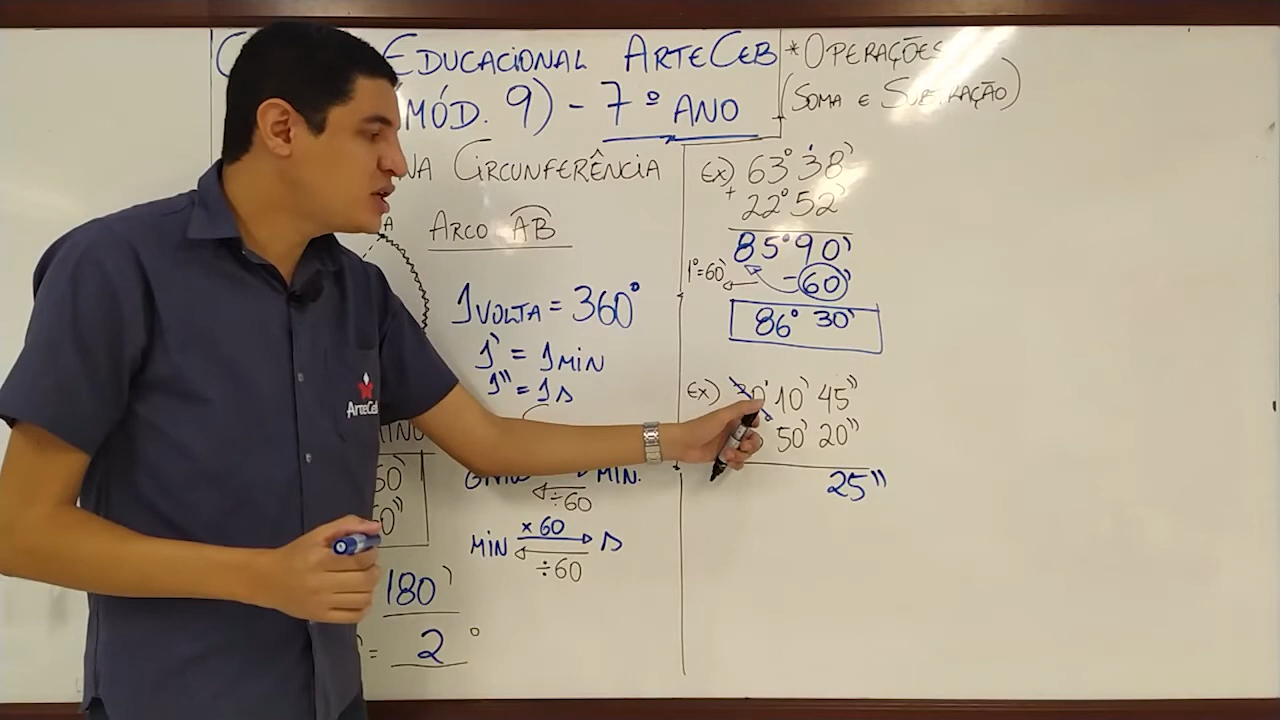 Educacional ArteCeb
(Mód. 9) - 7º ano
na Circunferência
A
Arco AB
1 volta = 360°
1` = 1 min
1`` = 1 s
min.
÷60
min x 60 s
÷60
180`
= 2 °
ArteCeb
* Operações
(Soma e Subtração)
Ex) 63° 38`
+ 22° 52`
85° 90`
1° = 60` - 60`
86° 30`
Ex) 30° 10` 45``
50` 20``
25``